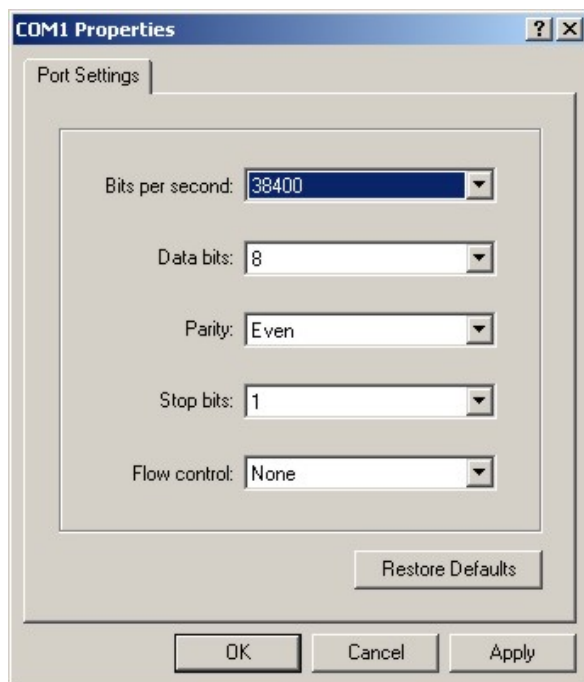 COM1 Properties
Port Settings
Bits per second: 38400
Data bits: 8
Parity: Even
Stop bits: 1
Flow control: None
Restore Defaults
OK Cancel Apply